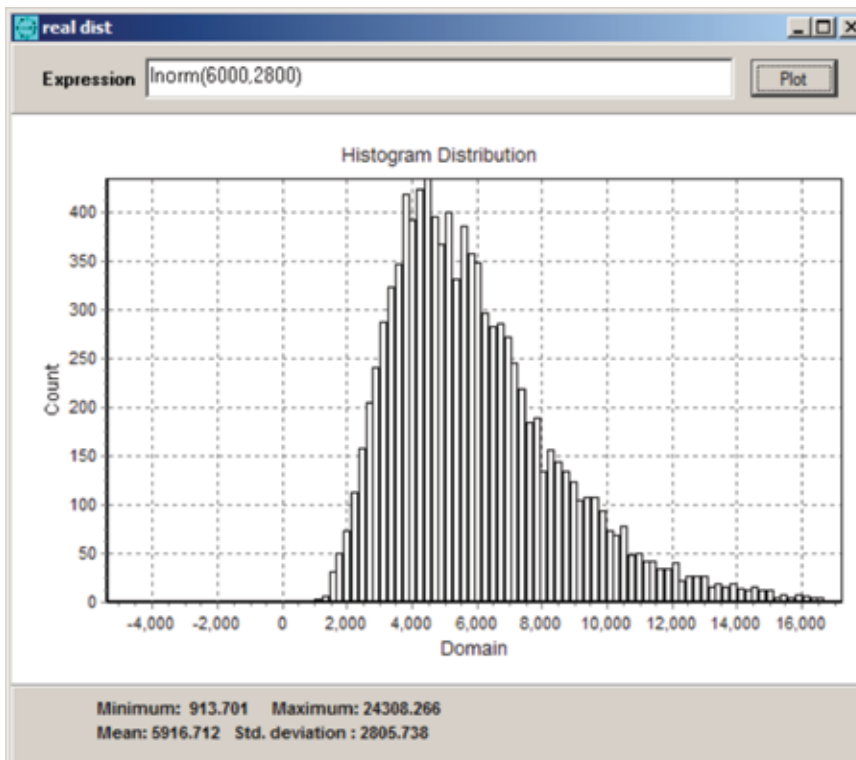 real dist
Expression lnorm(6000,2800) Plot
Histogram Distribution
400
350
300
250
200
150
100
50
0
Count
-4,000 -2,000 0 2,000 4,000 6,000 8,000 10,000 12,000 14,000 16,000
Domain
Minimum: 913.701 Maximum: 24308.266
Mean: 5916.712 Std. deviation : 2805.738